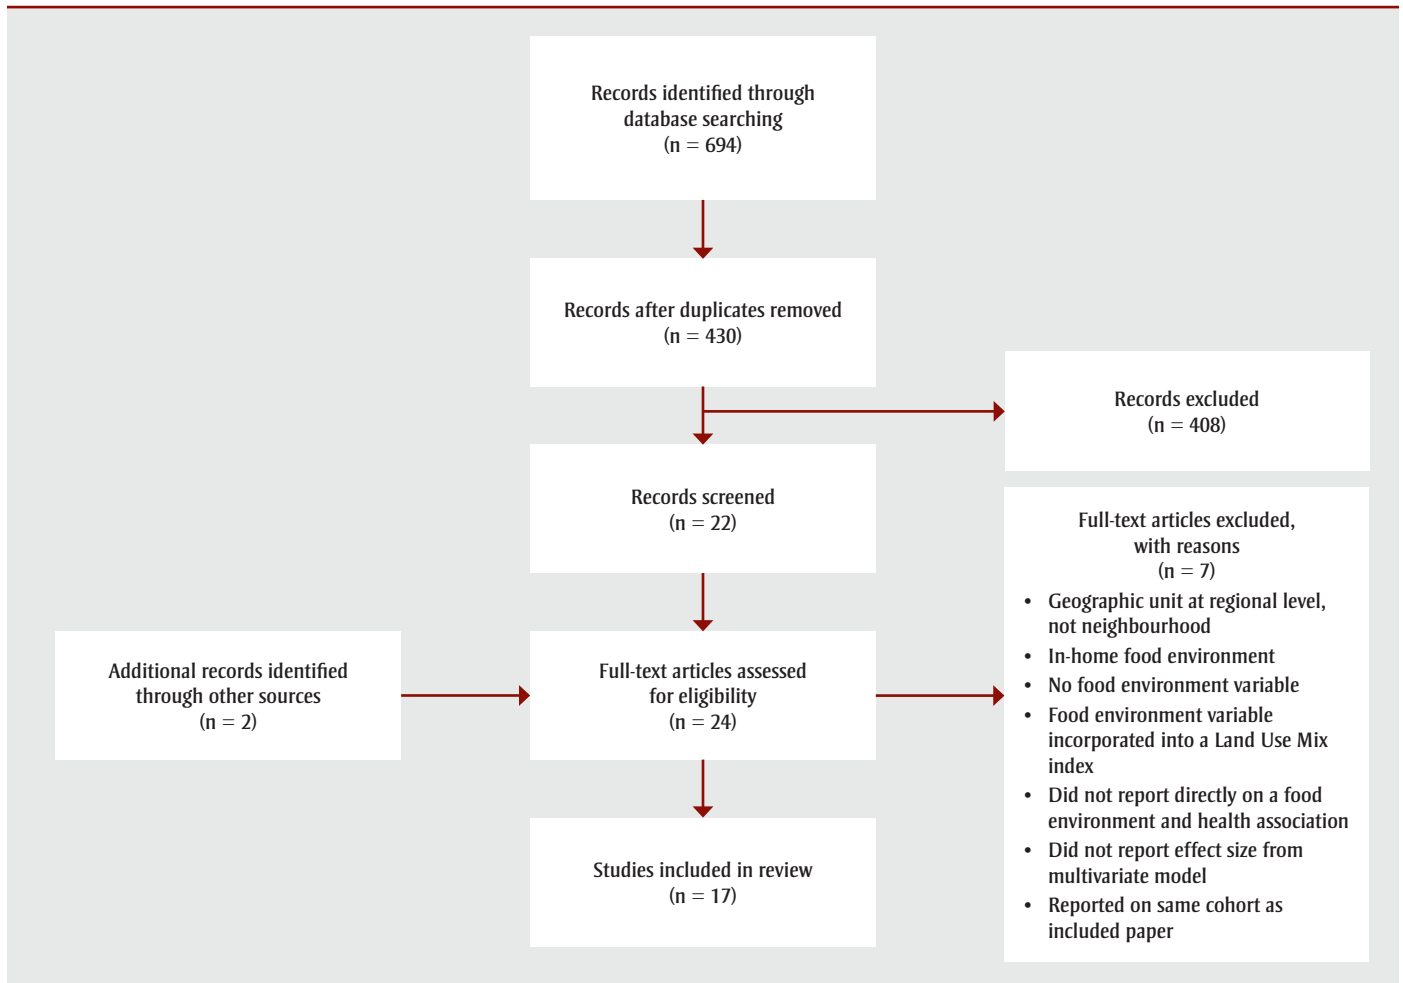 Records identified through
database searching
(n = 694)
Records after duplicates removed
(n = 430)
Records excluded
(n = 408)
Records screened
(n = 22)
Additional records identified
through other sources
(n = 2)
Full-text articles assessed
for eligibility
(n = 24)
Full-text articles excluded,
with reasons
(n = 7)
• Geographic unit at regional level,
not neighbourhood
• In-home food environment
• No food environment variable
• Food environment variable
incorporated into a Land Use Mix
index
• Did not report directly on a food
environment and health association
• Did not report effect size from
multivariate model
• Reported on same cohort as
included paper
Studies included in review
(n = 17)